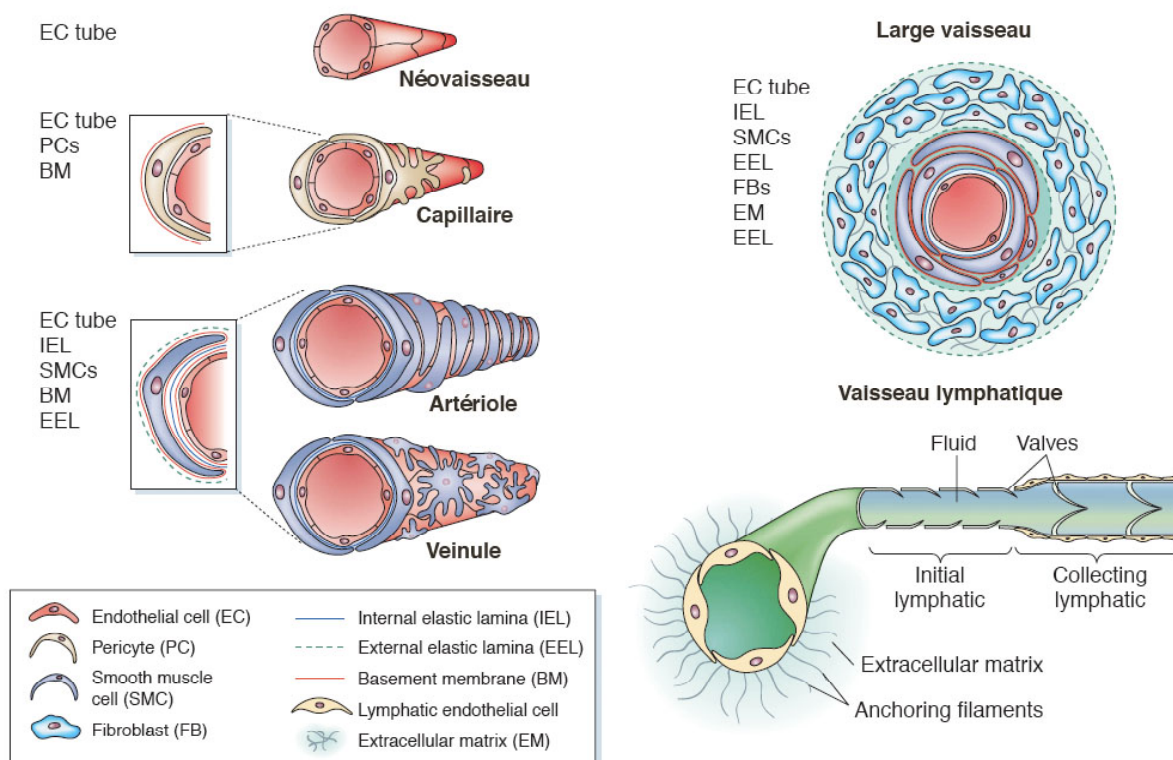 EC tube
Néovaisseau
EC tube
PCs
BM
Capillaire
EC tube
IEL
SMCs
BM
EEL
Artériole
Veinule
Large vaisseau
EC tube
IEL
SMCs
EEL
FBs
EM
EEL
Vaisseau lymphatique
Fluid
Valves
Initial
lymphatic
Collecting
lymphatic
Extracellular matrix
Anchoring filaments
Endothelial cell (EC)
Pericyte (PC)
Smooth muscle
cell (SMC)
Fibroblast (FB)
Internal elastic lamina (IEL)
External elastic lamina (EEL)
Basement membrane (BM)
Lymphatic endothelial cell
Extracellular matrix (EM)